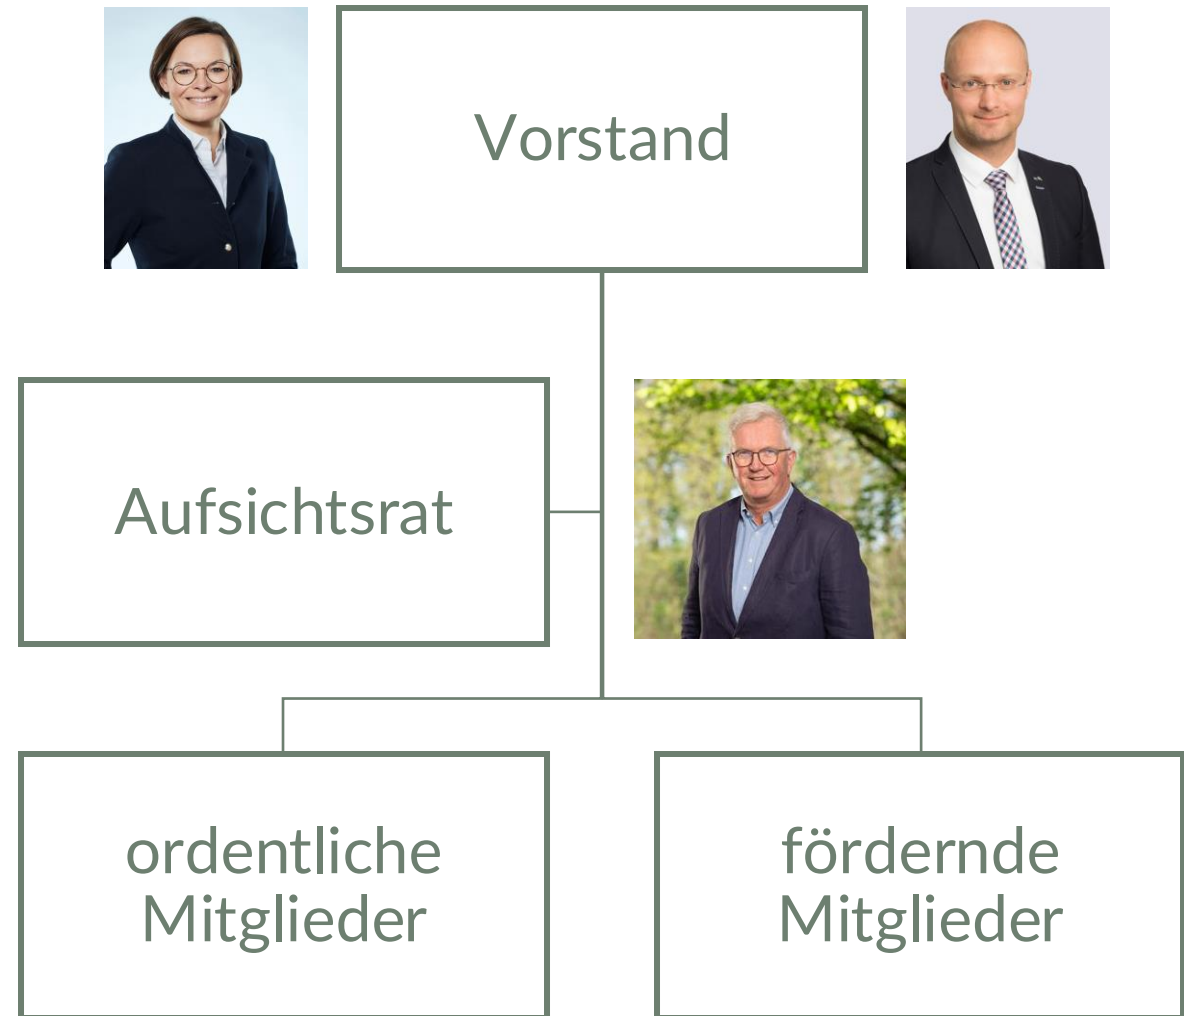 Vorstand
Aufsichtsrat
ordentliche
Mitglieder
fördernde
Mitglieder